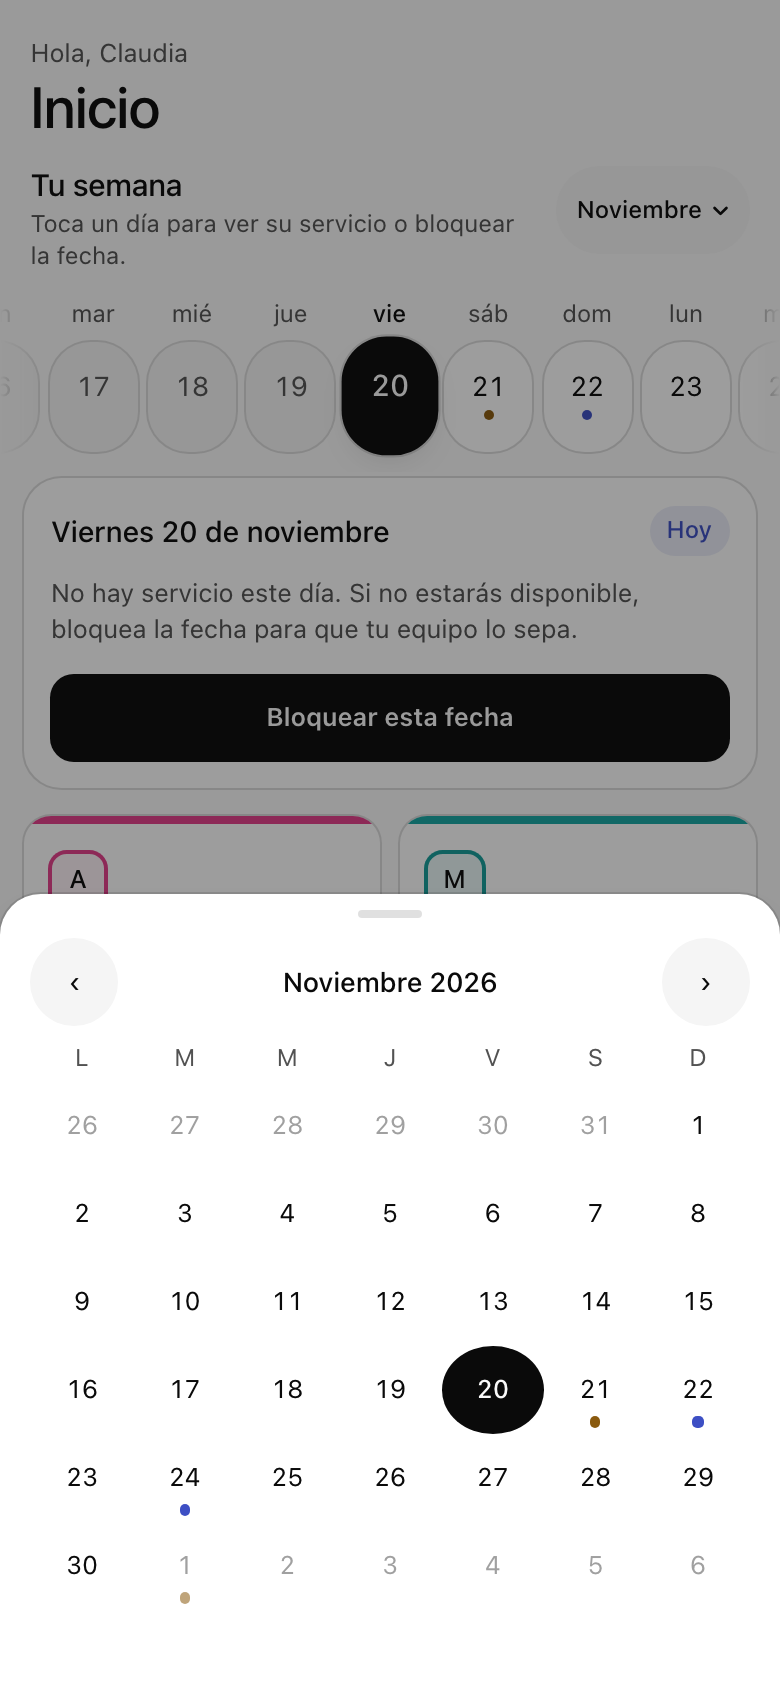 Hola, Claudia
Inicio
Tu semana
Toca un día para ver su servicio o bloquear
la fecha.
Noviembre
mar mié jue vie sáb dom lun
17 18 19 20 21 22 23
Viernes 20 de noviembre
Hoy
No hay servicio este día. Si no estarás disponible,
bloquea la fecha para que tu equipo lo sepa.
Bloquear esta fecha
A M
‹ Noviembre 2026 ›
L M M J V S D
26 27 28 29 30 31 1
2 3 4 5 6 7 8
9 10 11 12 13 14 15
16 17 18 19 20 21 22
23 24 25 26 27 28 29
30 1 2 3 4 5 6